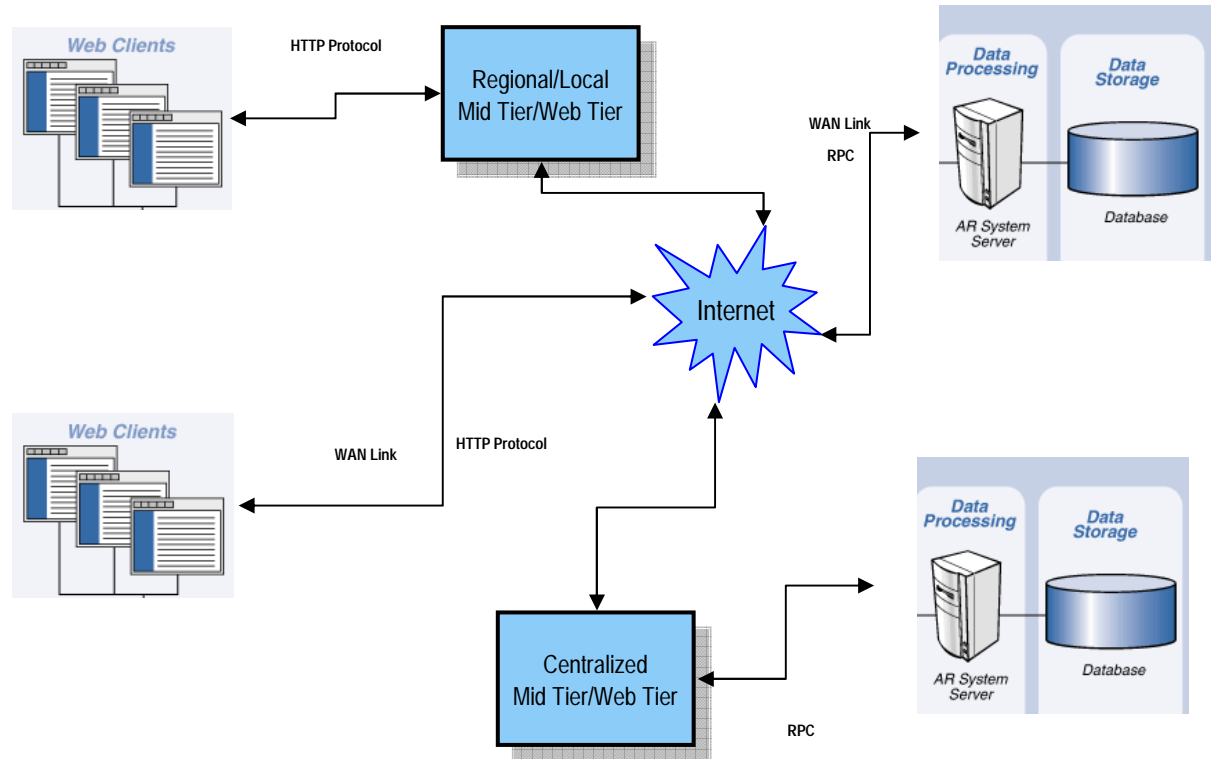 Web Clients
HTTP Protocol
Regional/Local
Mid Tier/Web Tier
WAN Link
RPC
Data
Processing
Data
Storage
AR System
Server
Database
Internet
Web Clients
WAN Link
HTTP Protocol
Centralized
Mid Tier/Web Tier
RPC
Data
Processing
Data
Storage
AR System
Server
Database